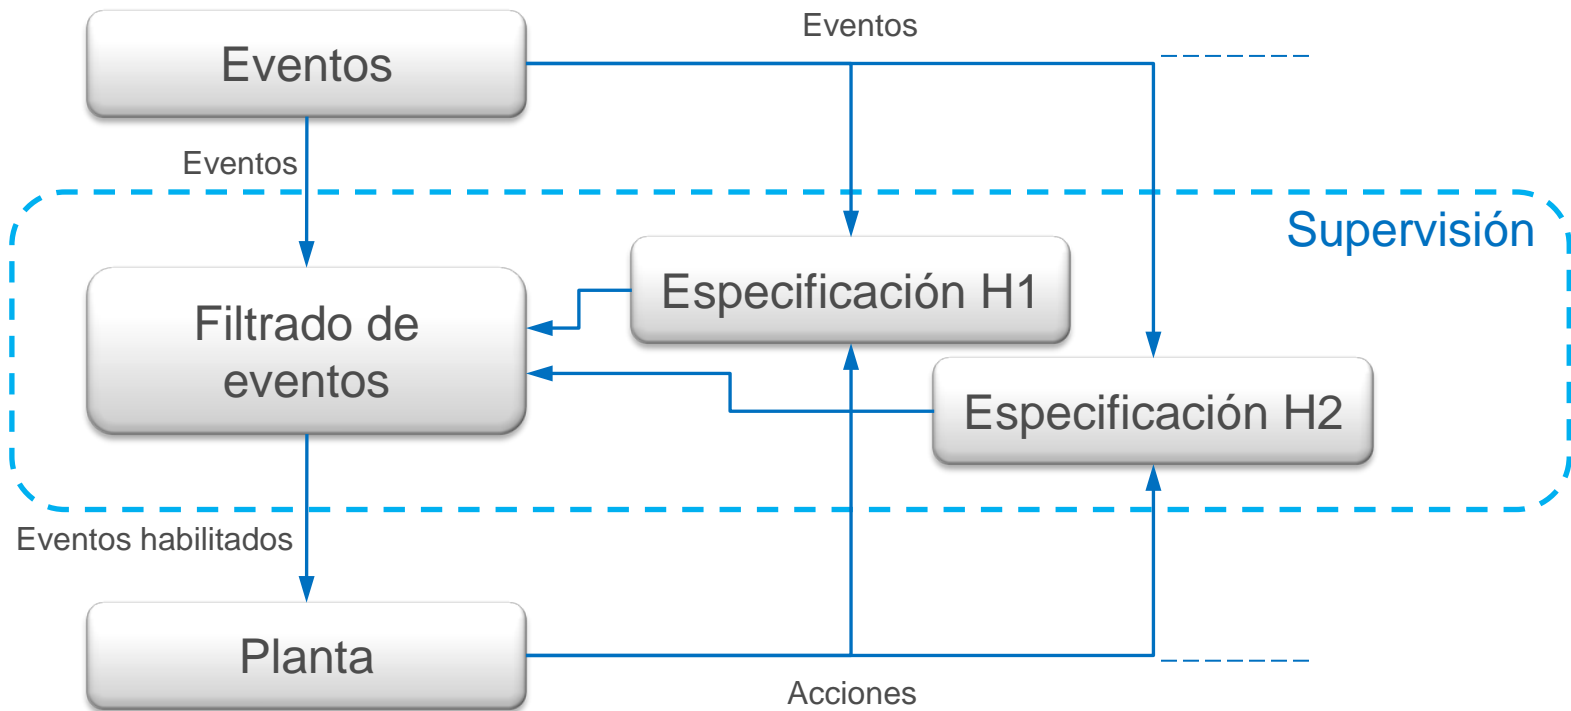 Eventos
Eventos
Eventos
Supervisión
Especificación H1
Filtrado de
eventos
Especificación H2
Eventos habilitados
Planta
Acciones